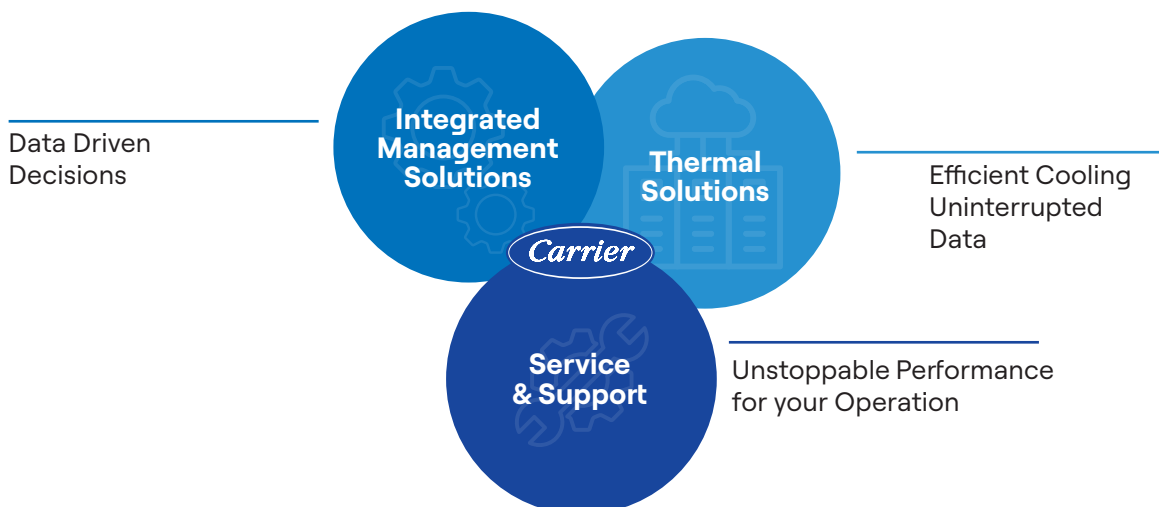 Data Driven
Decisions
Integrated
Management
Solutions
Thermal
Solutions
Efficient Cooling
Uninterrupted
Data
Carrier
Service
& Support
Unstoppable Performance
for your Operation